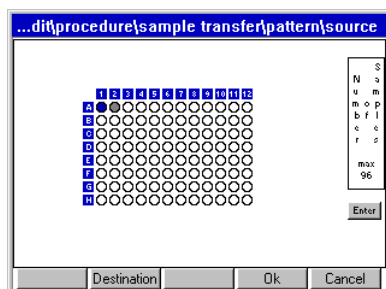 ...dit\procedure\sample transfer\pattern\source
1 2 3 4 5 6 7 8 9 10 11 12
A
B
C
D
E
F
G
H
Number of Samples
max
96
Enter
Destination Ok Cancel